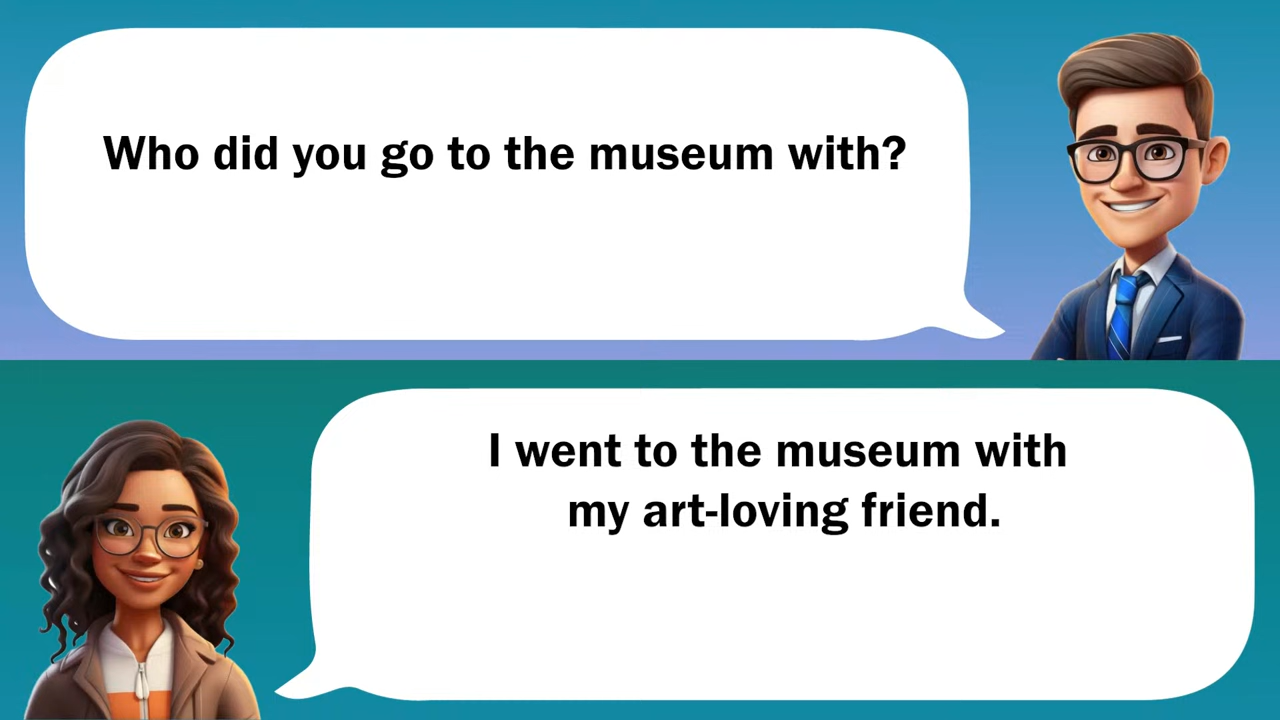 Who did you go to the museum with?
I went to the museum with
my art-loving friend.